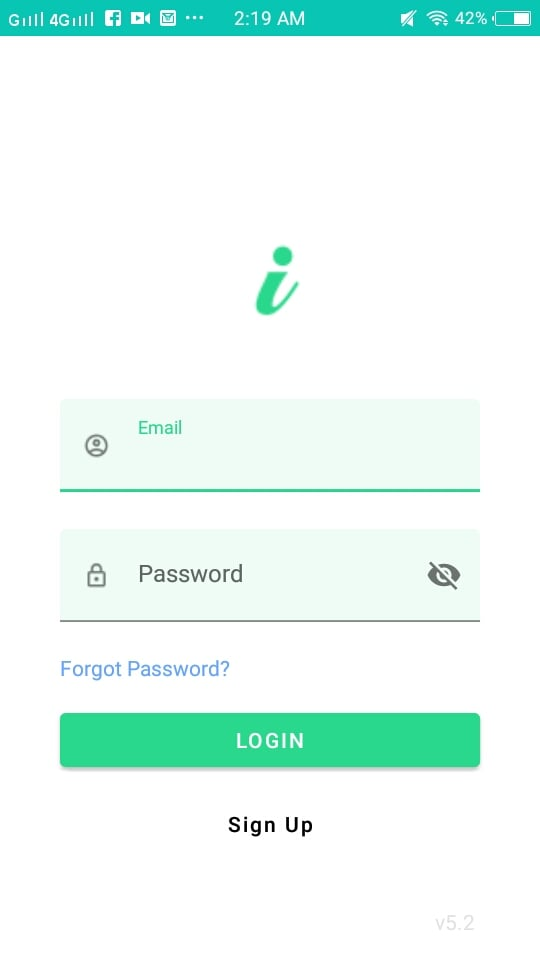 G 4G 2:19 AM 42%
i
Email
Password
Forgot Password?
LOGIN
Sign Up
v5.2